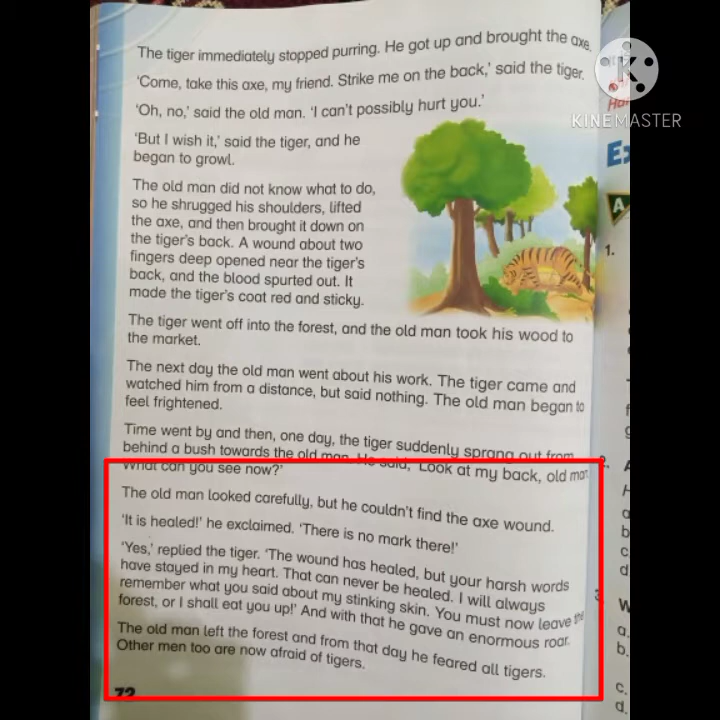 The tiger immediately stopped purring. He got up and brought the axe.
'Come, take this axe, my friend. Strike me on the back,' said the tiger.
'Oh, no,' said the old man. 'I can't possibly hurt you.'
'But I wish it,' said the tiger, and he
began to growl.
The old man did not know what to do,
so he shrugged his shoulders, lifted
the axe, and then brought it down on
the tiger's back. A wound about two
fingers deep opened near the tiger's
back, and the blood spurted out. It
made the tiger's coat red and sticky.
The tiger went off into the forest, and the old man took his wood to
the market.
The next day the old man went about his work. The tiger came and
watched him from a distance, but said nothing. The old man began to
feel frightened.
Time went by and then, one day, the tiger suddenly sprang out from
behind a bush towards the old man. He said, 'Look at my back, old man.
What can you see now?'
The old man looked carefully, but he couldn't find the axe wound.
'It is healed!' he exclaimed. 'There is no mark there!'
'Yes,' replied the tiger. 'The wound has healed, but your harsh words
have stayed in my heart. That can never be healed. I will always
remember what you said about my stinking skin. You must now leave the
forest, or I shall eat you up!' And with that he gave an enormous roar.
The old man left the forest and from that day he feared all tigers.
Other men too are now afraid of tigers.
72
K
KINEMASTER
A
1.
2.
a
b
c
d
3.
W
a.
b.
c.
d.